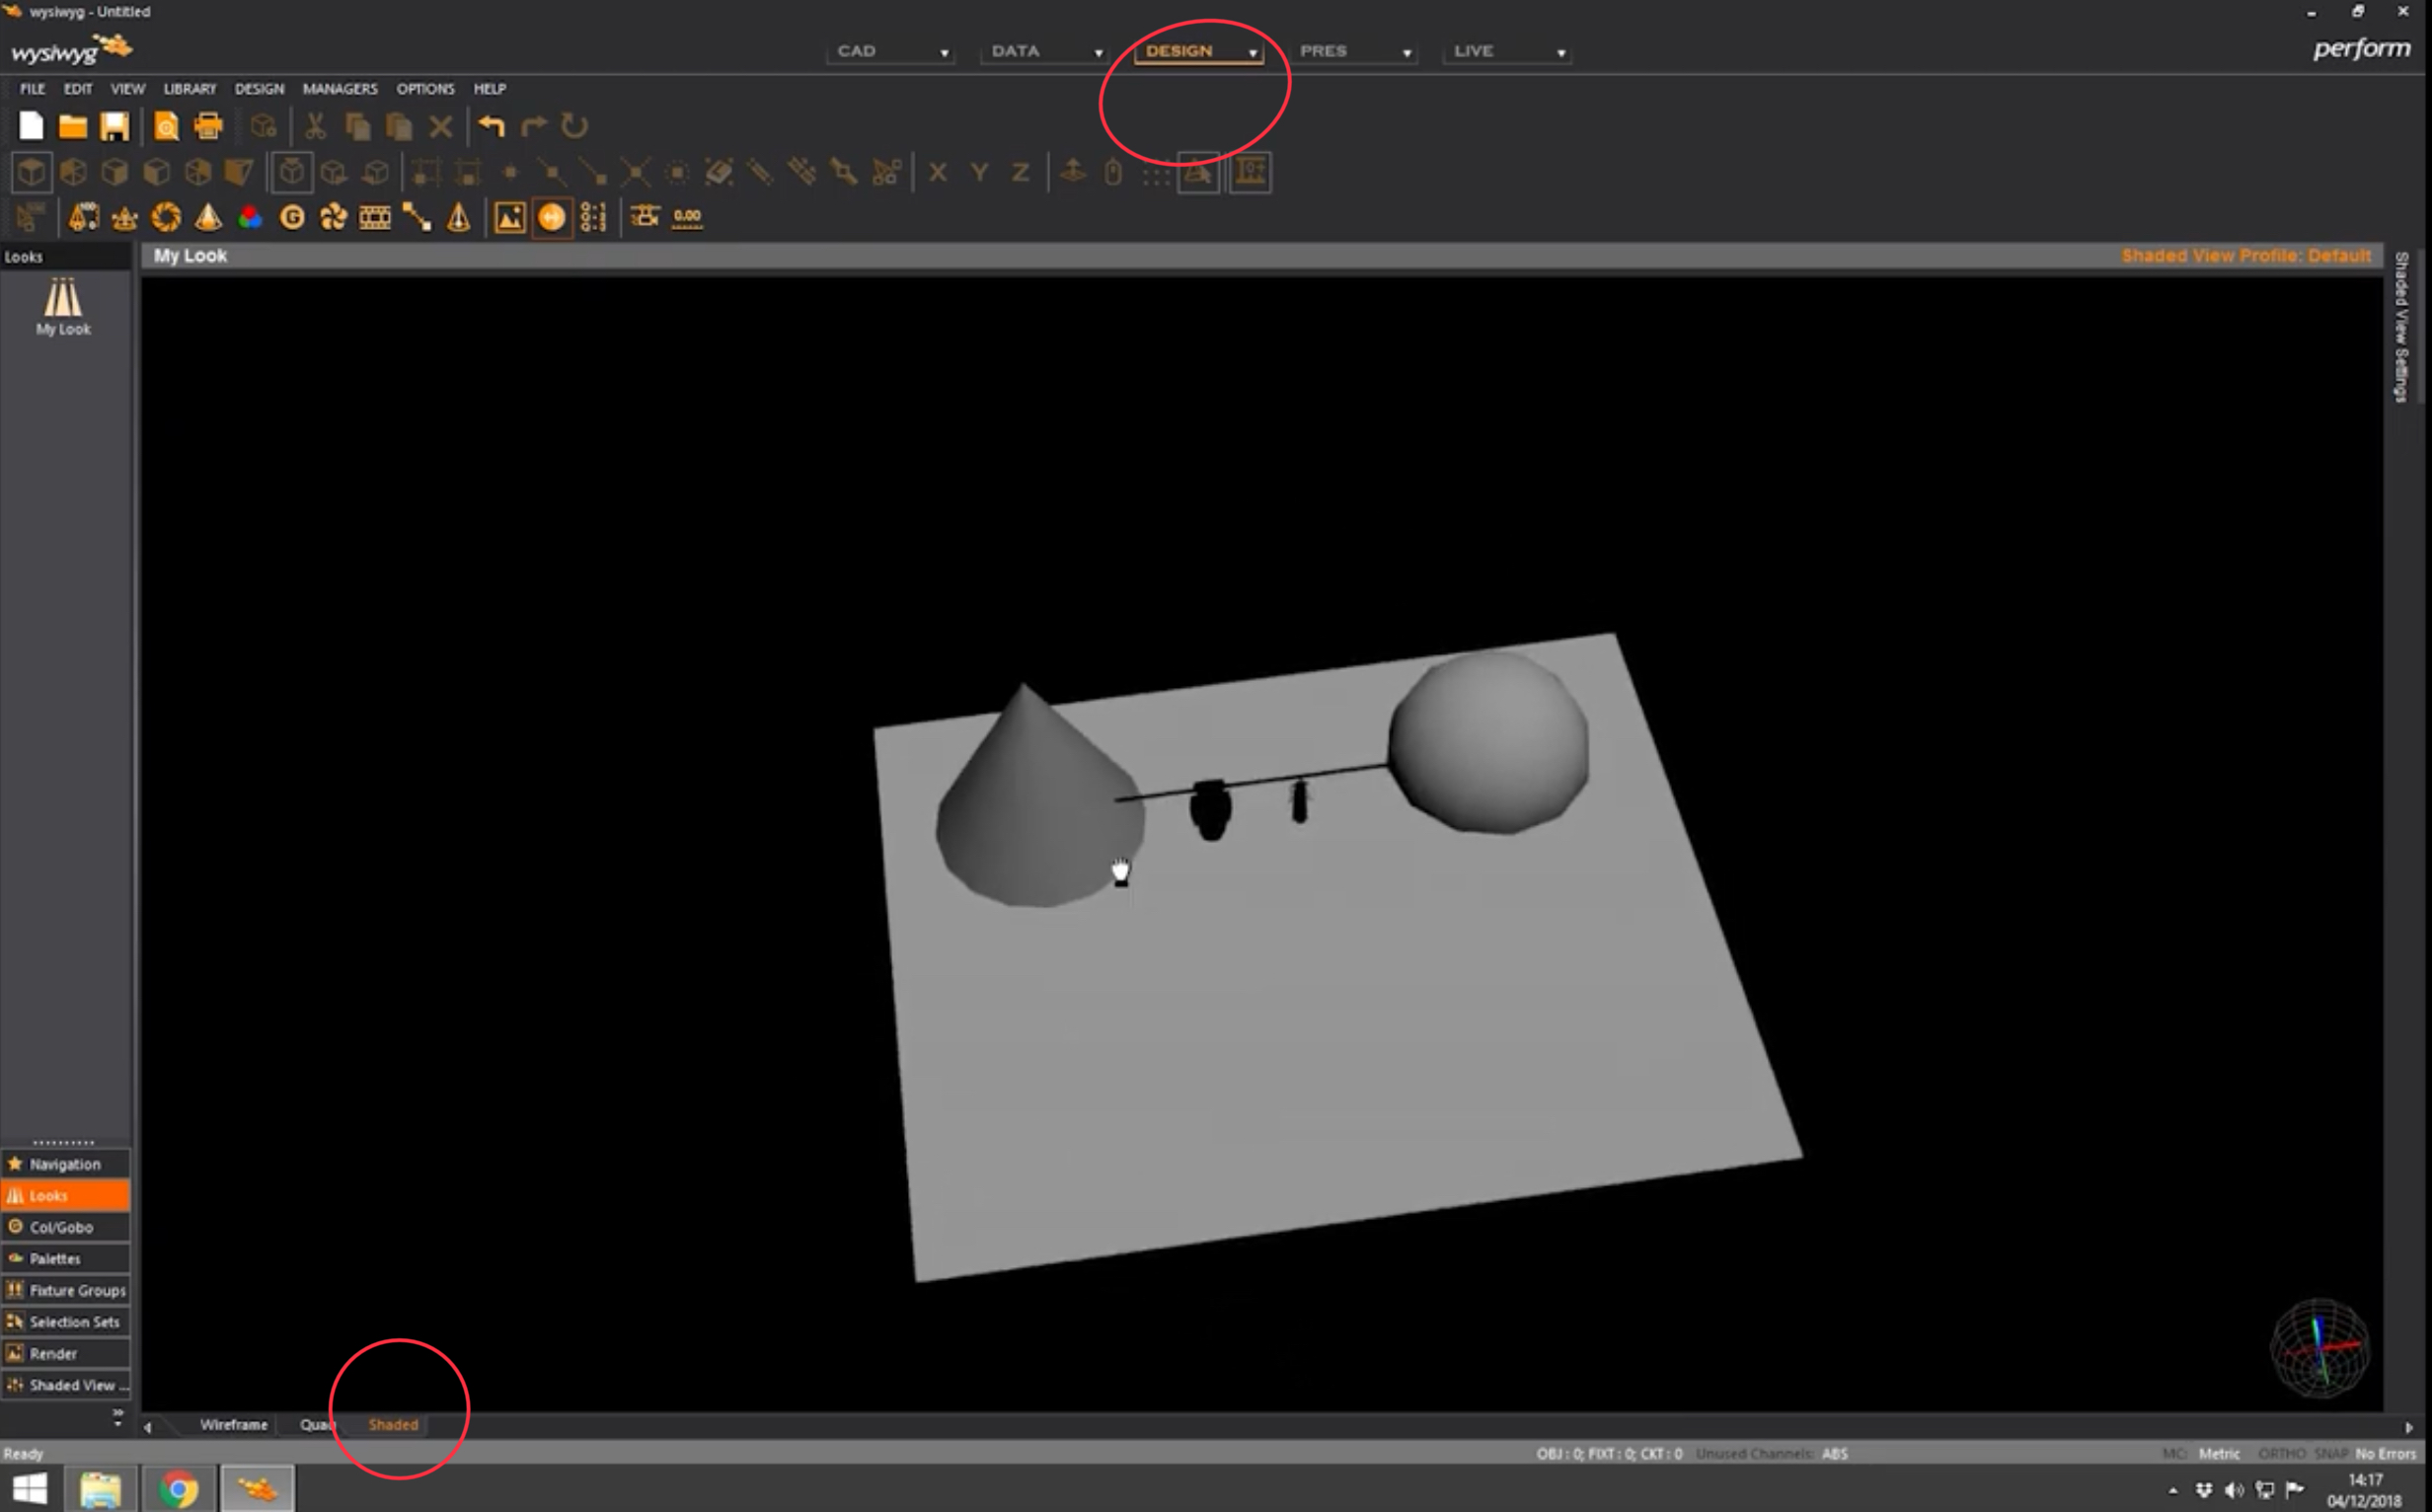 wysiwyg - Untitled
wysiwyg
CAD DATA DESIGN PRES LIVE
perform
FILE EDIT VIEW LIBRARY DESIGN MANAGERS OPTIONS HELP
X Y Z
100 G 0.00
Looks
My Look
Shaded View Profile: Default
Shaded View Settings
My Look
Navigation
Looks
Col/Gobo
Palettes
Fixture Groups
Selection Sets
Render
Shaded View ...
Wireframe Quad Shaded
Ready
OBJ : 0; FIXT : 0; CKT : 0 Unused Channels: ABS
MC: Metric ORTHO SNAP No Errors
14:17
04/12/2018